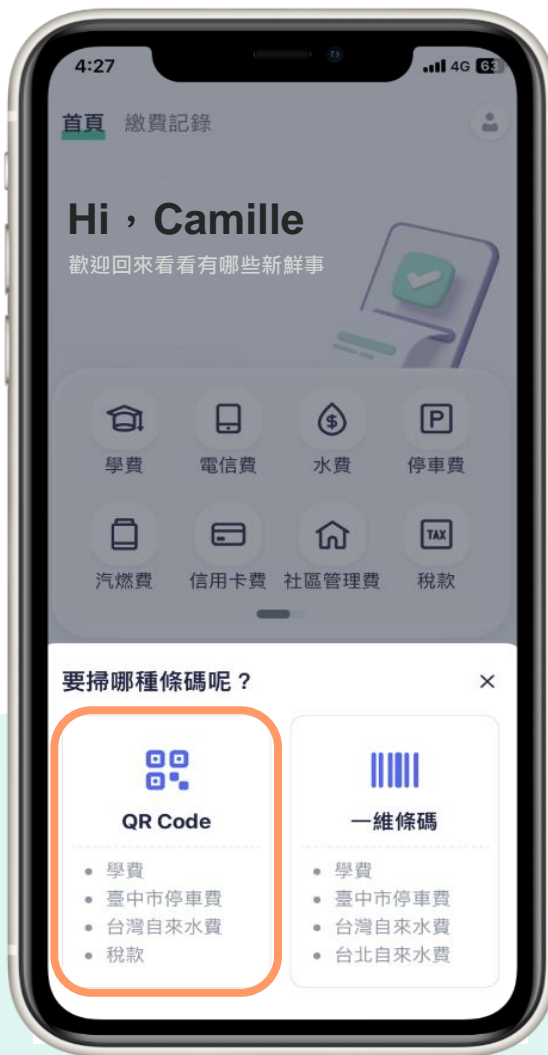 4:27
4G 63
首頁 繳費記錄
Hi，Camille
歡迎回來看看有哪些新鮮事
學費 電信費 水費 停車費
TAX
汽燃費 信用卡費 社區管理費 稅款
要掃哪種條碼呢？ ×
QR Code 一維條碼
• 學費
• 臺中市停車費
• 台灣自來水費
• 稅款
• 學費
• 臺中市停車費
• 台灣自來水費
• 台北自來水費